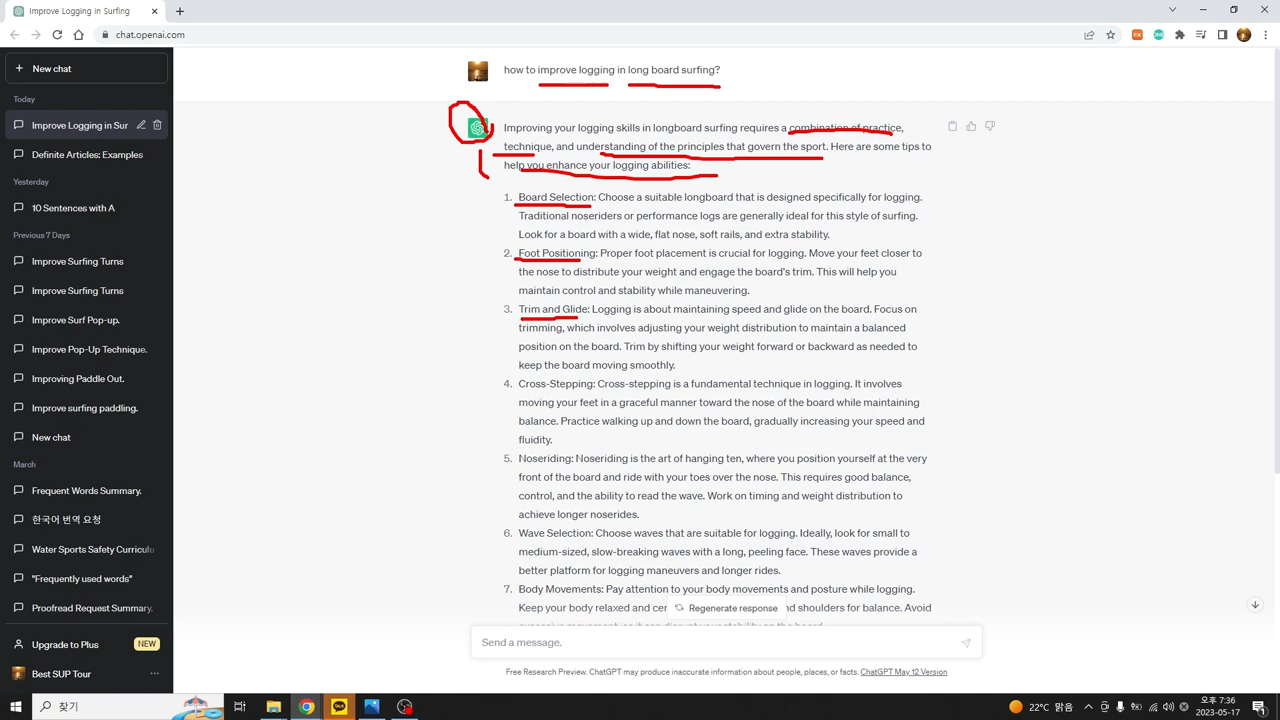 Improve Logging in Surfing
chat.openai.com
New chat
Today
Improve Logging in Sur
Definite Articles: Examples
Yesterday
10 Sentences with A
Previous 7 Days
Improve Surfing Turns
Improve Surfing Turns
Improve Surf Pop-up.
Improve Pop-Up Technique.
Improving Paddle Out.
Improve surfing paddling.
New chat
March
Frequent Words Summary.
한국어 번역 요청
Water Sports Safety Curriculu
"Frequently used words"
Proofread Request Summary.
Upgrade to Plus NEW
Best SUP Tour
how to improve logging in long board surfing?
Improving your logging skills in longboard surfing requires a combination of practice,
technique, and understanding of the principles that govern the sport. Here are some tips to
help you enhance your logging abilities:
1. Board Selection: Choose a suitable longboard that is designed specifically for logging.
Traditional noseriders or performance logs are generally ideal for this style of surfing.
Look for a board with a wide, flat nose, soft rails, and extra stability.
2. Foot Positioning: Proper foot placement is crucial for logging. Move your feet closer to
the nose to distribute your weight and engage the board's trim. This will help you
maintain control and stability while maneuvering.
3. Trim and Glide: Logging is about maintaining speed and glide on the board. Focus on
trimming, which involves adjusting your weight distribution to maintain a balanced
position on the board. Trim by shifting your weight forward or backward as needed to
keep the board moving smoothly.
4. Cross-Stepping: Cross-stepping is a fundamental technique in logging. It involves
moving your feet in a graceful manner toward the nose of the board while maintaining
balance. Practice walking up and down the board, gradually increasing your speed and
fluidity.
5. Noseriding: Noseriding is the art of hanging ten, where you position yourself at the very
front of the board and ride with your toes over the nose. This requires good balance,
control, and the ability to read the wave. Work on timing and weight distribution to
achieve longer noserides.
6. Wave Selection: Choose waves that are suitable for logging. Ideally, look for small to
medium-sized, slow-breaking waves with a long, peeling face. These waves provide a
better platform for logging maneuvers and longer rides.
7. Body Movements: Pay attention to your body movements and posture while logging.
Keep your body relaxed and cen
Regenerate response
nd shoulders for balance. Avoid
Send a message.
Free Research Preview. ChatGPT may produce inaccurate information about people, places, or facts. ChatGPT May 12 Version
찾기
22°C 맑음
오후 7:36
2023-05-17